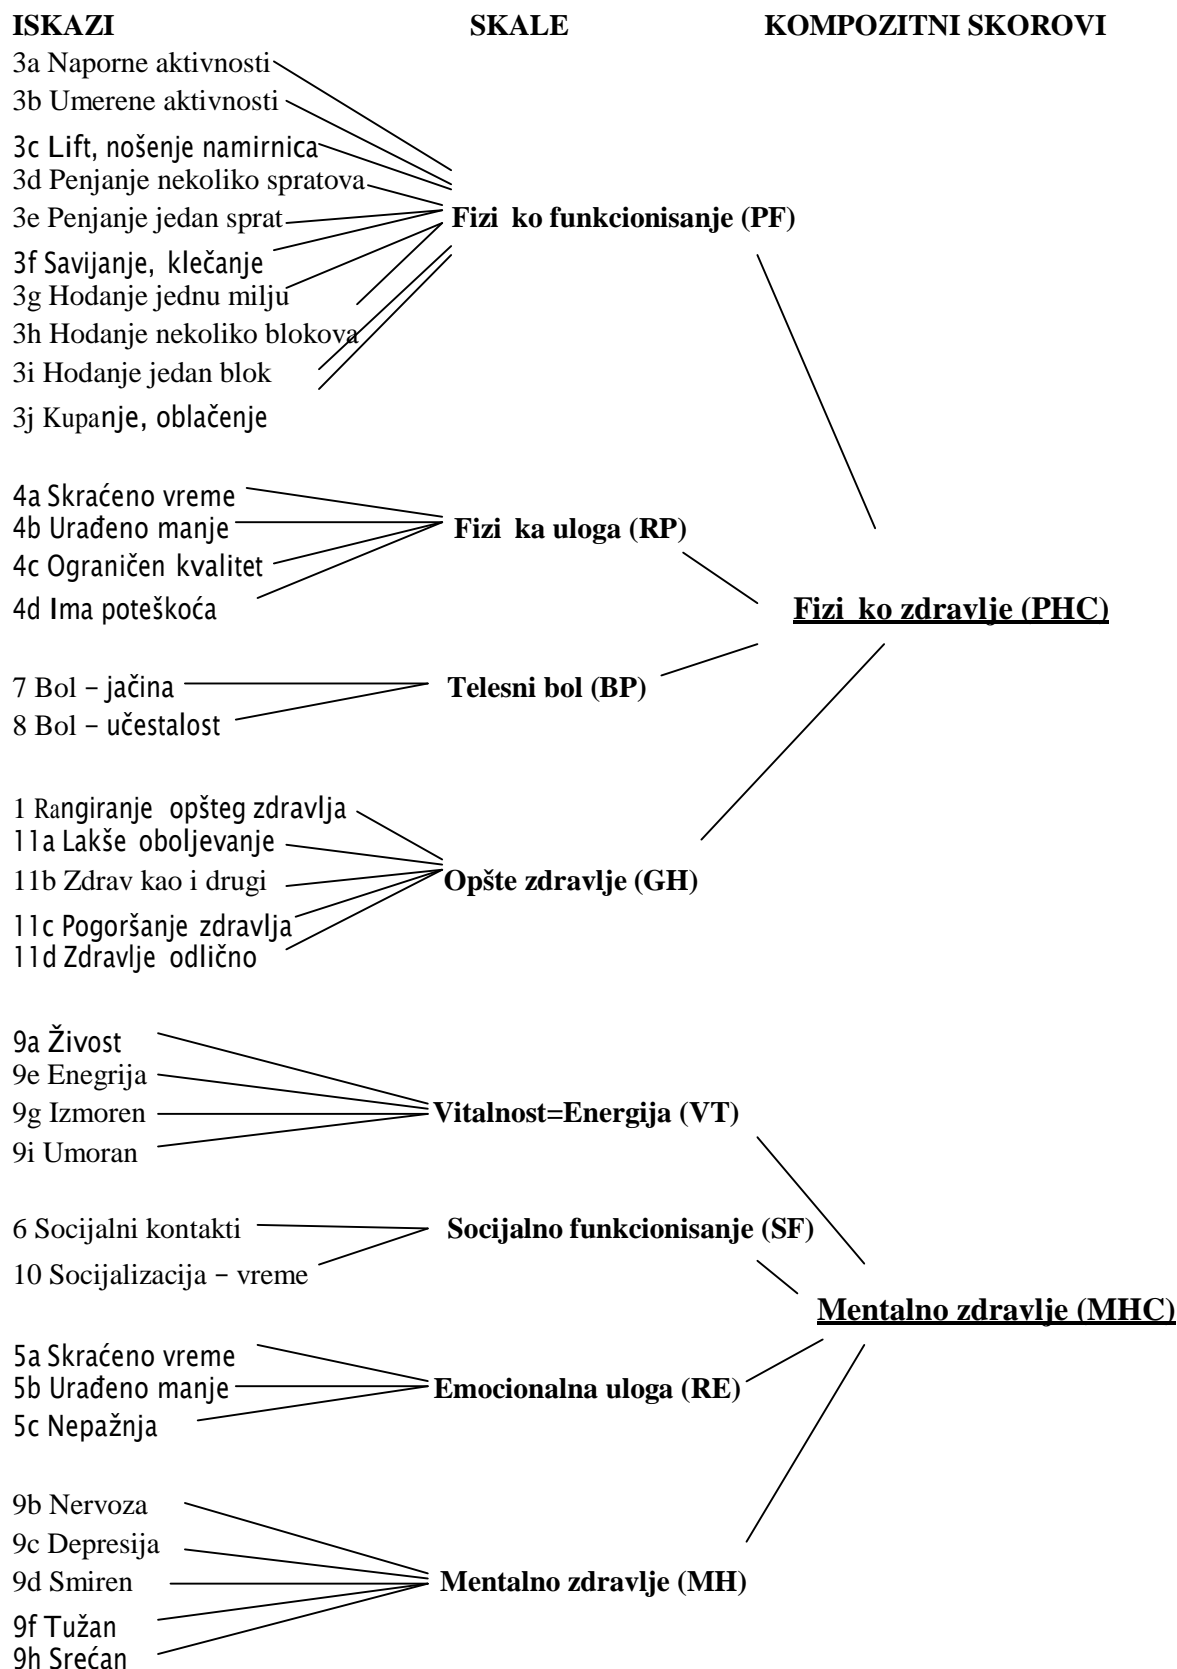 ISKAZI SKALE KOMPOZITNI SKOROVI
3a Naporne aktivnosti
3b Umerene aktivnosti
3c Lift, nošenje namirnica
3d Penjanje nekoliko spratova
3e Penjanje jedan sprat Fizi ko funkcionisanje (PF)
3f Savijanje, klečanje
3g Hodanje jednu milju
3h Hodanje nekoliko blokova
3i Hodanje jedan blok
3j Kupanje, oblačenje
4a Skraćeno vreme
4b Urađeno manje Fizi ka uloga (RP)
4c Ograničen kvalitet
4d Ima poteškoća Fizi ko zdravlje (PHC)
7 Bol – jačina Telesni bol (BP)
8 Bol – učestalost
1 Rangiranje opšteg zdravlja
11a Lakše oboljevanje
11b Zdrav kao i drugi Opšte zdravlje (GH)
11c Pogoršanje zdravlja
11d Zdravlje odlično
9a Živost
9e Enegrija
9g Izmoren Vitalnost=Energija (VT)
9i Umoran
6 Socijalni kontakti Socijalno funkcionisanje (SF)
10 Socijalizacija – vreme
Mentalno zdravlje (MHC)
5a Skraćeno vreme
5b Urađeno manje Emocionalna uloga (RE)
5c Nepažnja
9b Nervoza
9c Depresija
9d Smiren Mentalno zdravlje (MH)
9f Tužan
9h Srećan